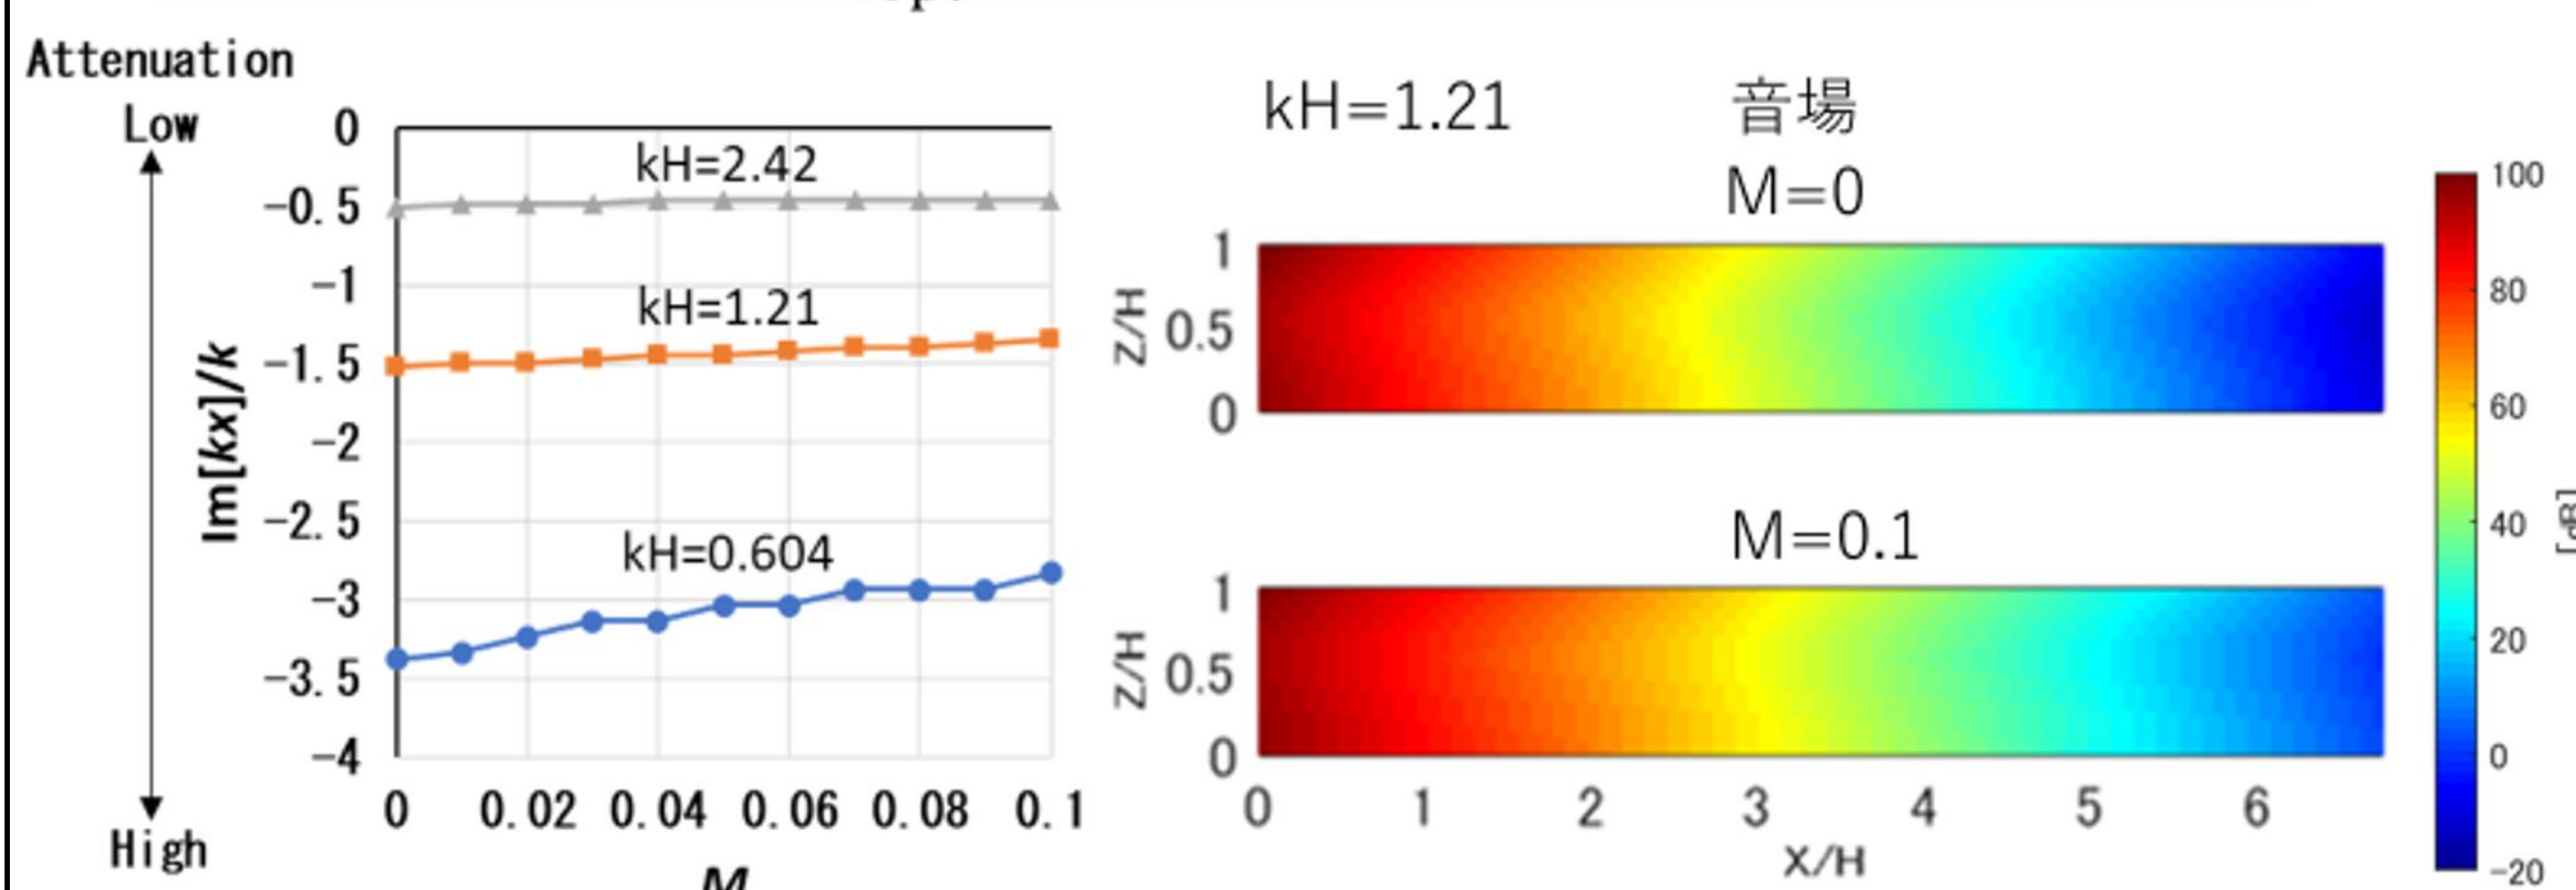 Attenuation
Low
High
Im[kx]/k
0
−0.5
−1
−1.5
−2
−2.5
−3
−3.5
−4
kH=2.42
kH=1.21
kH=0.604
0 0.02 0.04 0.06 0.08 0.1
M
kH=1.21 音場
M=0
Z/H
1
0.5
0
M=0.1
Z/H
1
0.5
0
0 1 2 3 4 5 6
X/H
100
80
60
40
20
0
−20
[dB]